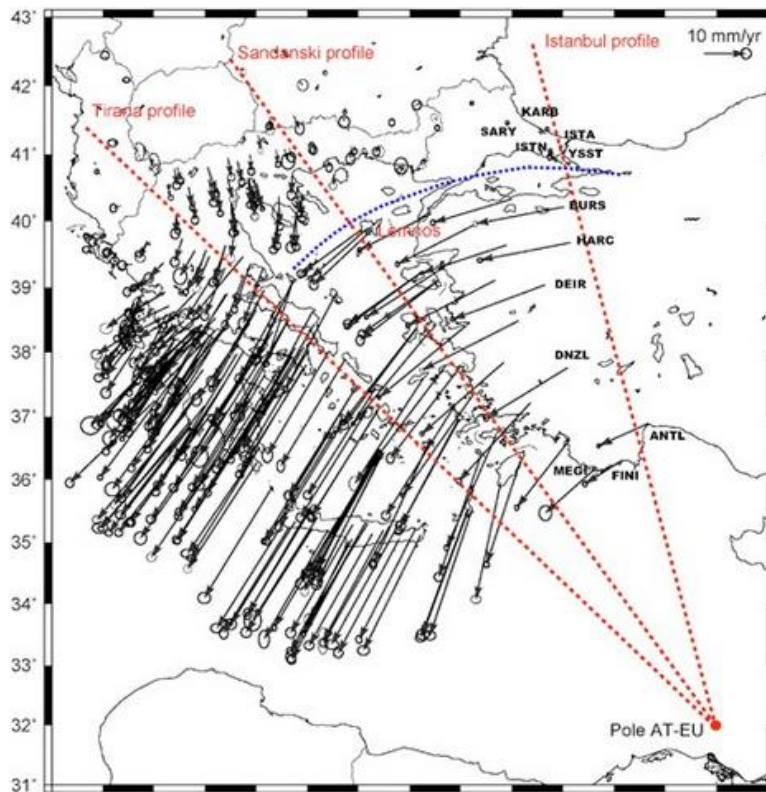 43°
42°
41°
40°
39°
38°
37°
36°
35°
34°
33°
32°
31°
Sandanski profile
Istanbul profile
10 mm/yr
Tirana profile
KARB
SARY
ISTA
ISTN
YSST
BURS
HARC
DEIR
DNZL
ANTL
MEGI
FINI
Pole AT-EU